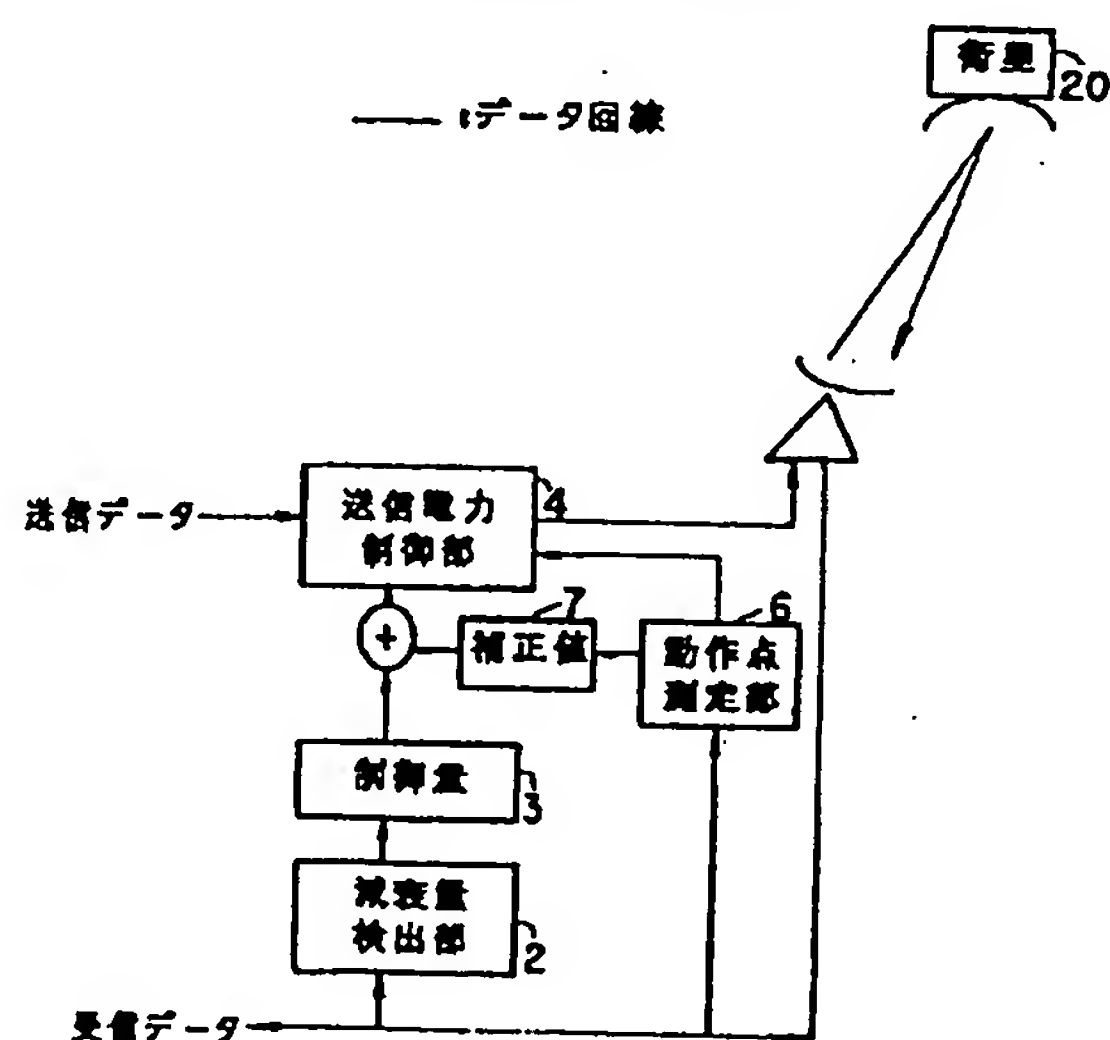 衛星
20
:データ回線
送信データ
送信電力
制御部
4
7
補正値
6
動作点
測定部
+
制御量
3
減衰量
検出部
2
受信データ